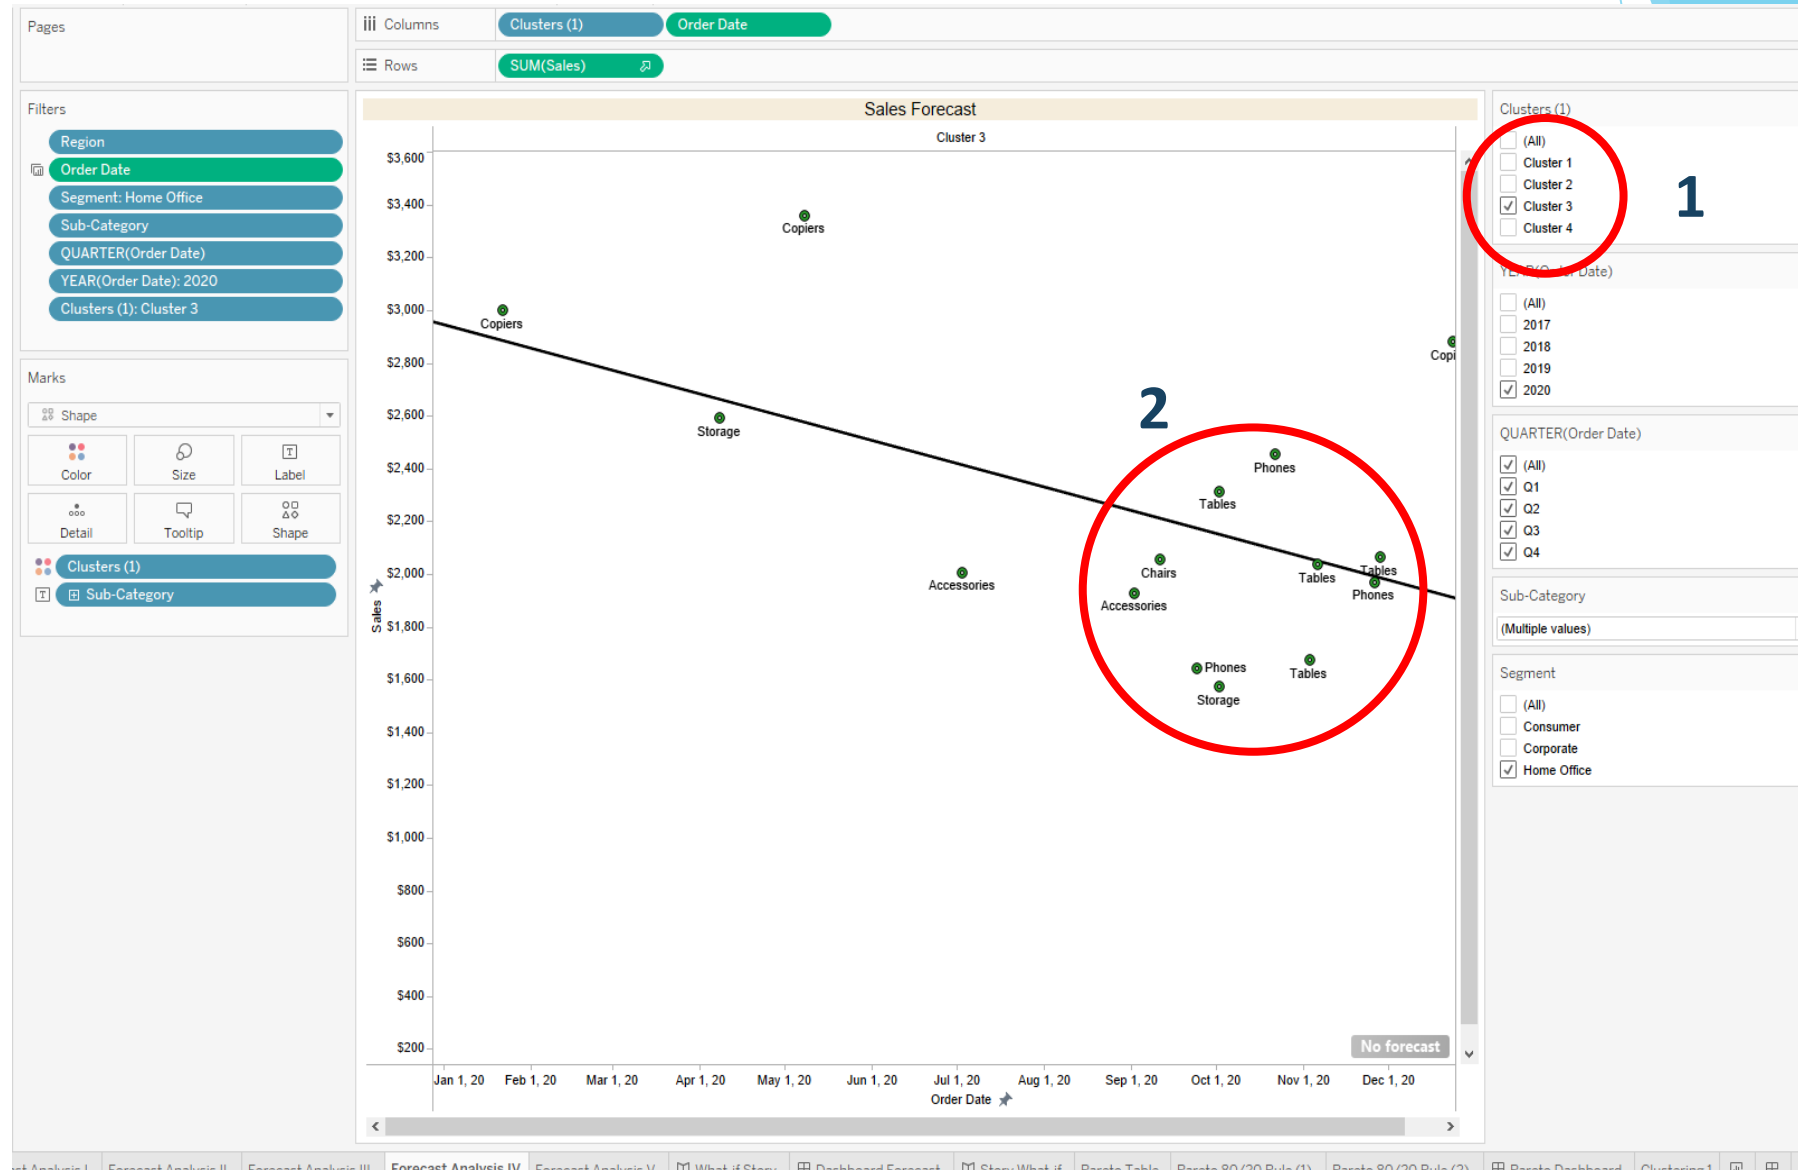 Pages
Columns
Clusters (1)
Order Date
Rows
SUM(Sales)
Filters
Region
Order Date
Segment: Home Office
Sub-Category
QUARTER(Order Date)
YEAR(Order Date): 2020
Clusters (1): Cluster 3
Marks
Shape
Color
Size
Label
Detail
Tooltip
Shape
Clusters (1)
Sub-Category
Sales Forecast
Cluster 3
$3,600
$3,400
$3,200
$3,000
$2,800
$2,600
$2,400
$2,200
$2,000
$1,800
$1,600
$1,400
$1,200
$1,000
$800
$600
$400
$200
Sales
Copiers
Copiers
Copi
Storage
2
Phones
Tables
Accessories
Chairs
Accessories
Tables
Tables
Phones
Phones
Storage
Tables
No forecast
Jan 1, 20
Feb 1, 20
Mar 1, 20
Apr 1, 20
May 1, 20
Jun 1, 20
Jul 1, 20
Aug 1, 20
Sep 1, 20
Oct 1, 20
Nov 1, 20
Dec 1, 20
Order Date
Clusters (1)
(All)
Cluster 1
Cluster 2
Cluster 3
Cluster 4
1
YEAR(Order Date)
(All)
2017
2018
2019
2020
QUARTER(Order Date)
(All)
Q1
Q2
Q3
Q4
Sub-Category
(Multiple values)
Segment
(All)
Consumer
Corporate
Home Office
Forecast Analysis II
Forecast Analysis III
Forecast Analysis IV
Forecast Analysis V
What if Story
Dashboard Forecast
Story What if
Pareto Table
Pareto 80/20 Rule (1)
Pareto 80/20 Rule (2)
Pareto Dashboard
Clustering 1